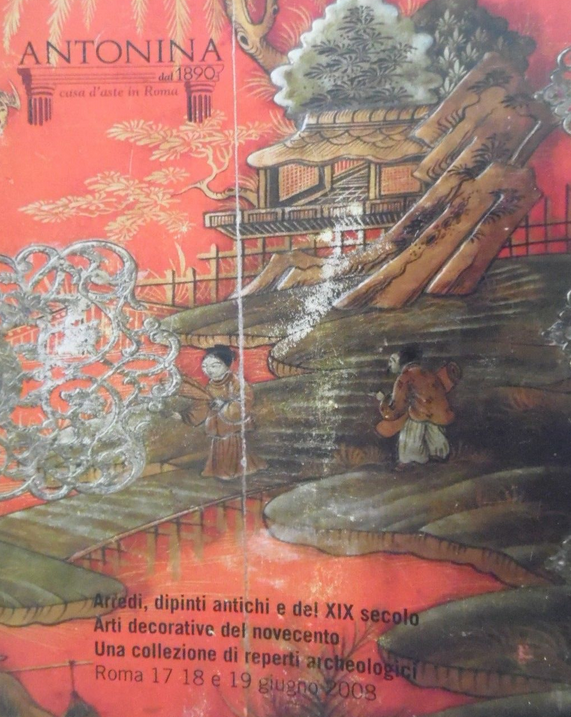 ANTONINA
dal 1890
casa d'aste in Roma
Arredi, dipinti antichi e del XIX secolo
Arti decorative del novecento
Una collezione di reperti archeologici
Roma 17 18 e 19 giugno 2008